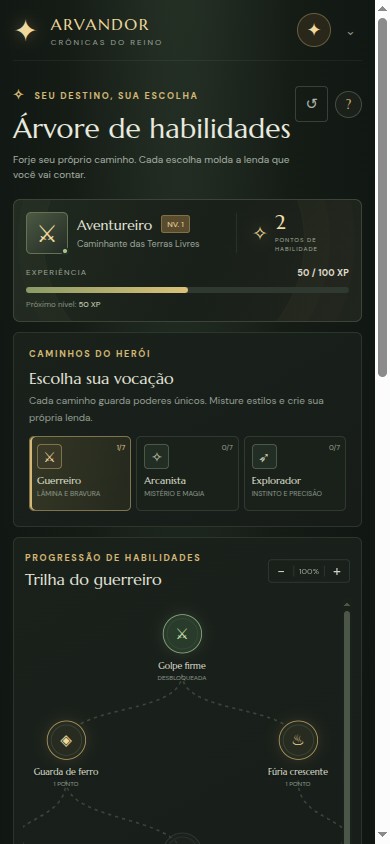 ARVANDOR
CRÔNICAS DO REINO
SEU DESTINO, SUA ESCOLHA
Árvore de habilidades
?
Forje seu próprio caminho. Cada escolha molda a lenda que
você vai contar.
Aventureiro NV. 1
Caminhante das Terras Livres
2
PONTOS DE
HABILIDADE
EXPERIÊNCIA 50 / 100 XP
Próximo nível: 50 XP
CAMINHOS DO HERÓI
Escolha sua vocação
Cada caminho guarda poderes únicos. Misture estilos e crie sua
própria lenda.
1/7
Guerreiro
LÂMINA E BRAVURA
0/7
Arcanista
MISTÉRIO E MAGIA
0/7
Explorador
INSTINTO E PRECISÃO
PROGRESSÃO DE HABILIDADES
Trilha do guerreiro
− 100% +
Golpe firme
DESBLOQUEADA
Guarda de ferro
1 PONTO
Fúria crescente
1 PONTO